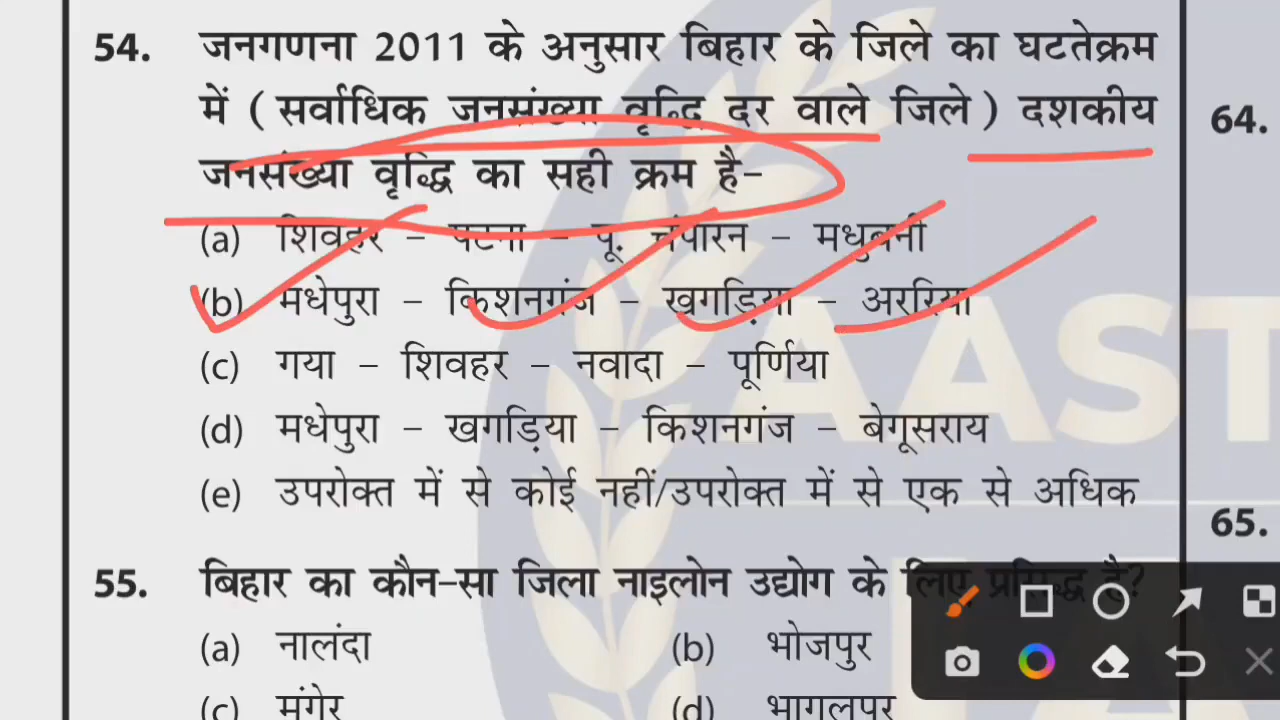 54. जनगणना 2011 के अनुसार बिहार के जिले का घटतेक्रम
में ( सर्वाधिक जनसंख्या वृद्धि दर वाले जिले ) दशकीय
जनसंख्या वृद्धि का सही क्रम है-
(a) शिवहर – पटना – पू. चंपारन – मधुबनी
(b) मधेपुरा – किशनगंज – खगड़िया – अररिया
(c) गया – शिवहर – नवादा – पूर्णिया
(d) मधेपुरा – खगड़िया – किशनगंज – बेगूसराय
(e) उपरोक्त में से कोई नहीं/उपरोक्त में से एक से अधिक
55. बिहार का कौन-सा जिला नाइलोन उद्योग के लिए प्रसिद्ध है?
(a) नालंदा (b) भोजपुर
(c) मुंगेर (d) भागलपुर
64.
65.
AAST